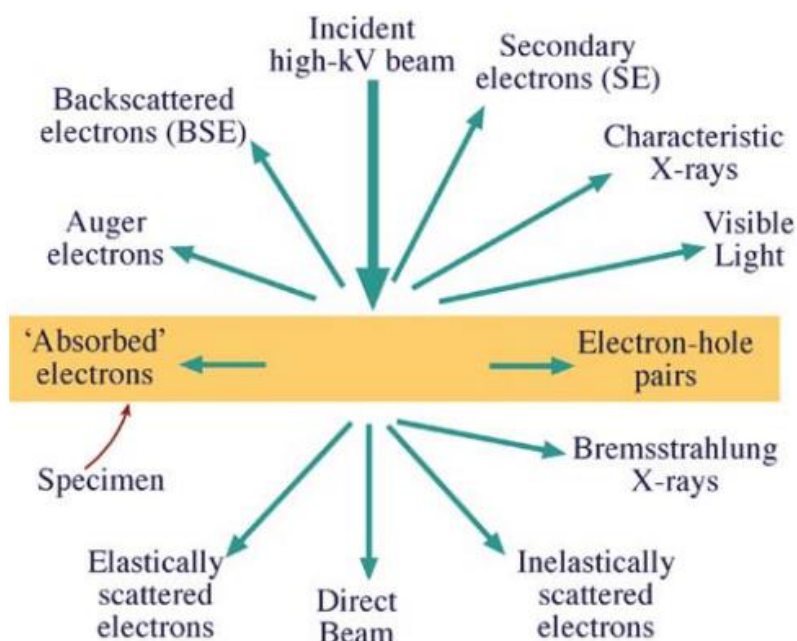 Incident
high-kV beam
Secondary
electrons (SE)
Backscattered
electrons (BSE)
Characteristic
X-rays
Auger
electrons
Visible
Light
‘Absorbed’
electrons
Electron-hole
pairs
Specimen
Bremsstrahlung
X-rays
Elastically
scattered
electrons
Direct
Beam
Inelastically
scattered
electrons